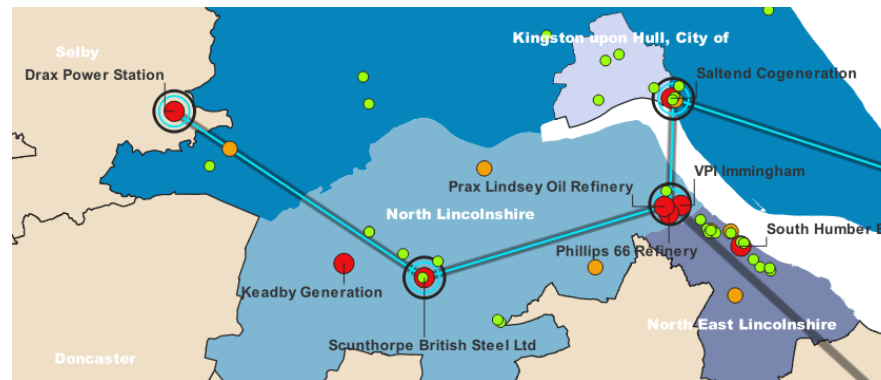 Kingston upon Hull, City of
Selby
Drax Power Station
Saltend Cogeneration
VPI Immingham
Prax Lindsey Oil Refinery
North Lincolnshire
South Humber
Phillips 66 Refinery
Keadby Generation
North East Lincolnshire
Scunthorpe British Steel Ltd
Doncaster